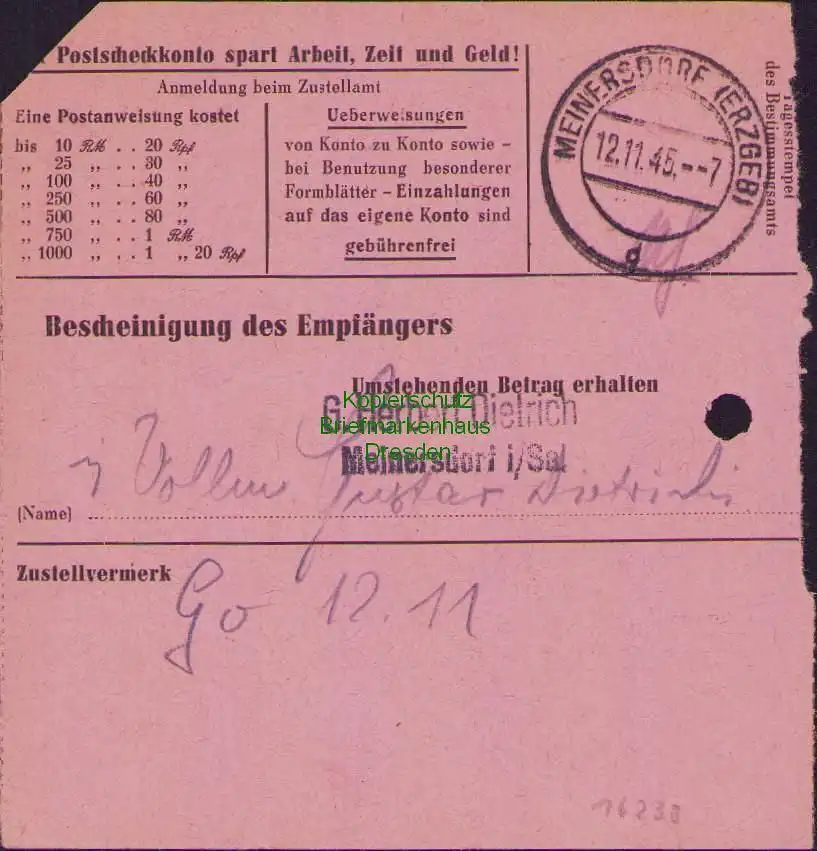 Postscheckkonto spart Arbeit, Zeit und Geld!
Anmeldung beim Zustellamt
Eine Postanweisung kostet
bis 10 RM . . 20 Rpf
„ 25 „ . . 30 „
„ 100 „ . . 40 „
„ 250 „ . . 60 „
„ 500 „ . . 80 „
„ 750 „ . . 1 RM
„ 1000 „ . . 1 „ 20 Rpf
Ueberweisungen
von Konto zu Konto sowie -
bei Benutzung besonderer
Formblätter - Einzahlungen
auf das eigene Konto sind
gebührenfrei
MEINERSDORF (ERZGEB)
12.11.45.--7
g
Tagesstempel
des Bestimmungsamts
Bescheinigung des Empfängers
Umstehenden Betrag erhalten
G. Herbert Dietrich
Meinersdorf i/Sa
Kopierschutz
Briefmarkenhaus
Dresden
Gustav Dietrich
(Name)
Zustellvermerk
Go 12.11
16230